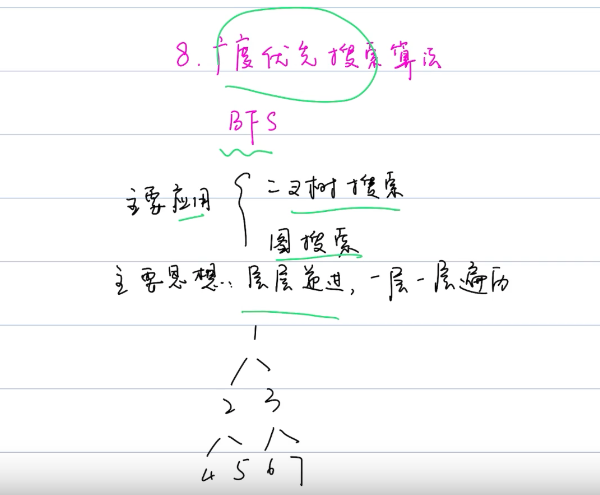 8. 广度优先搜索算法
BFS
主要应用
二叉树搜索
图搜索
主要思想: 层层递进, 一层一层遍历
1
2 3
4 5 6 7